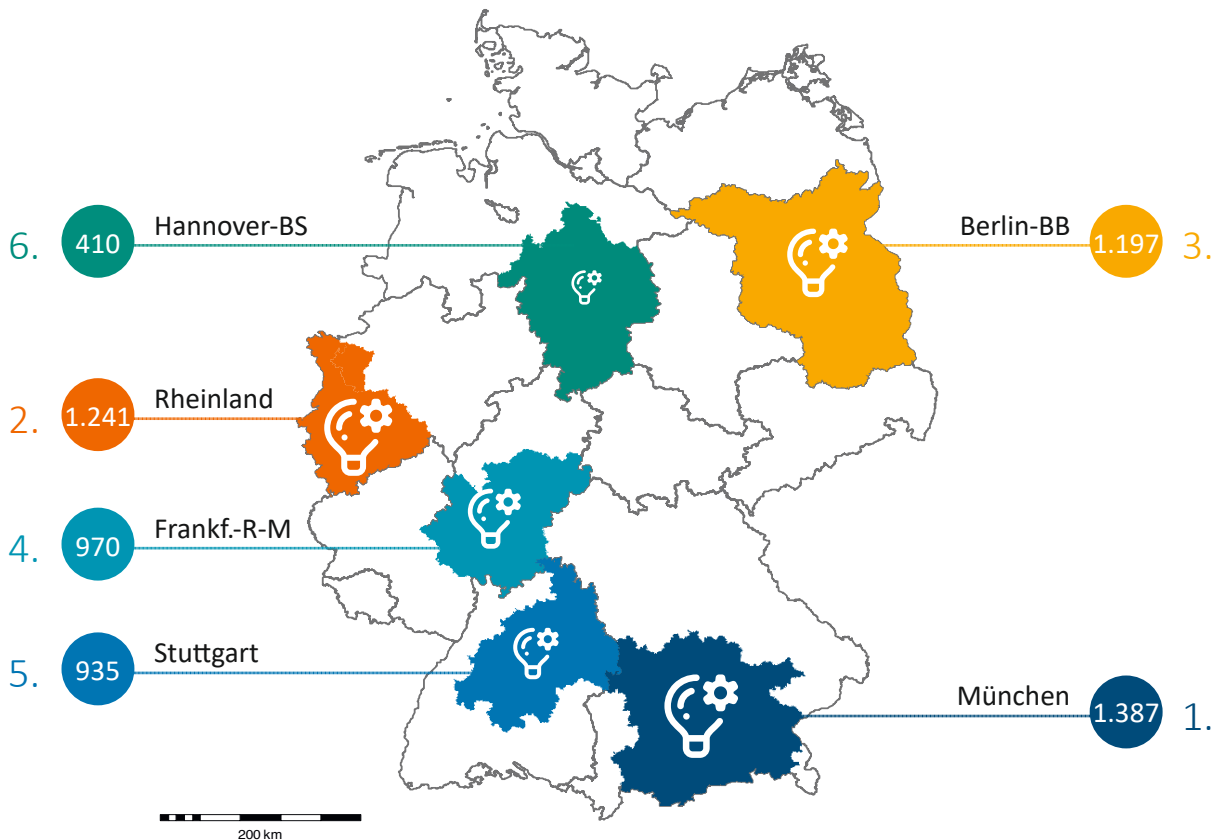 6. 410 Hannover-BS
Berlin-BB 1.197 3.
2. 1.241 Rheinland
4. 970 Frankf.-R-M
5. 935 Stuttgart
München 1.387 1.
200 km